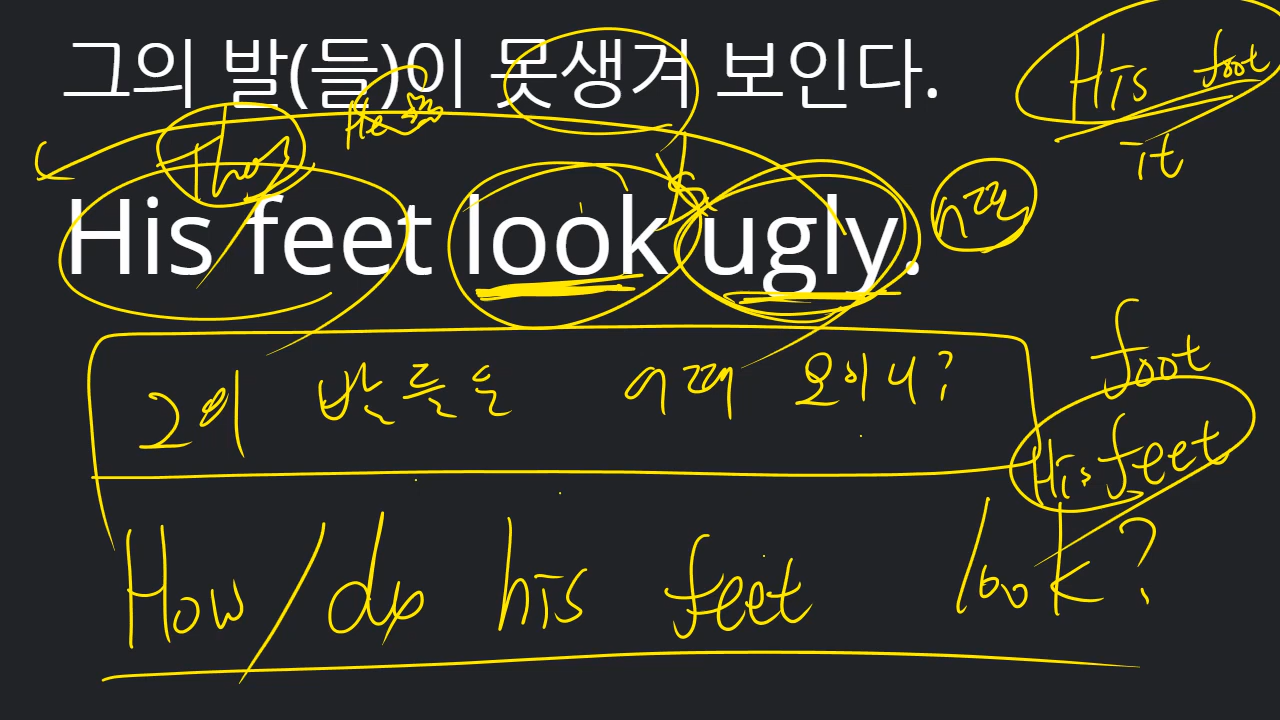 그의 발(들)이 못생겨 보인다.
His foot
it
They
His feet look ugly.
어때
foot
그의 발들은 어때 보이니?
His feet
How/do his feet look?